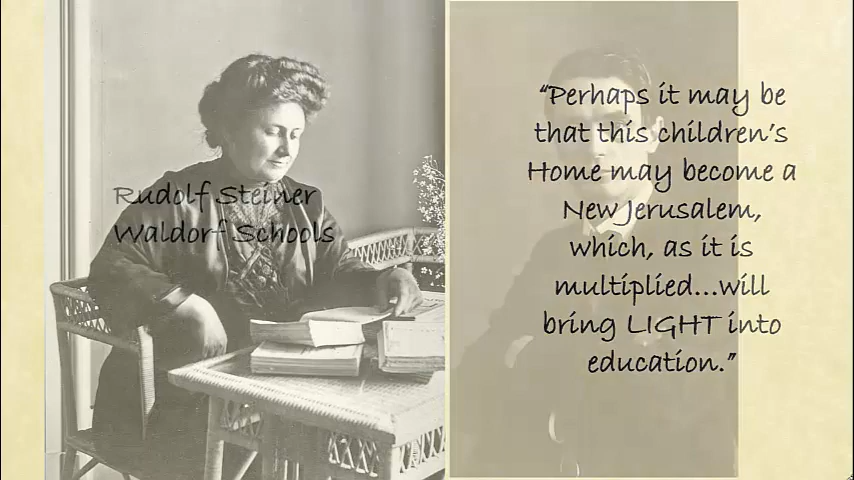 Rudolf Steiner
Waldorf Schools
“Perhaps it may be
that this children’s
Home may become a
New Jerusalem,
which, as it is
multiplied...will
bring LIGHT into
education.”